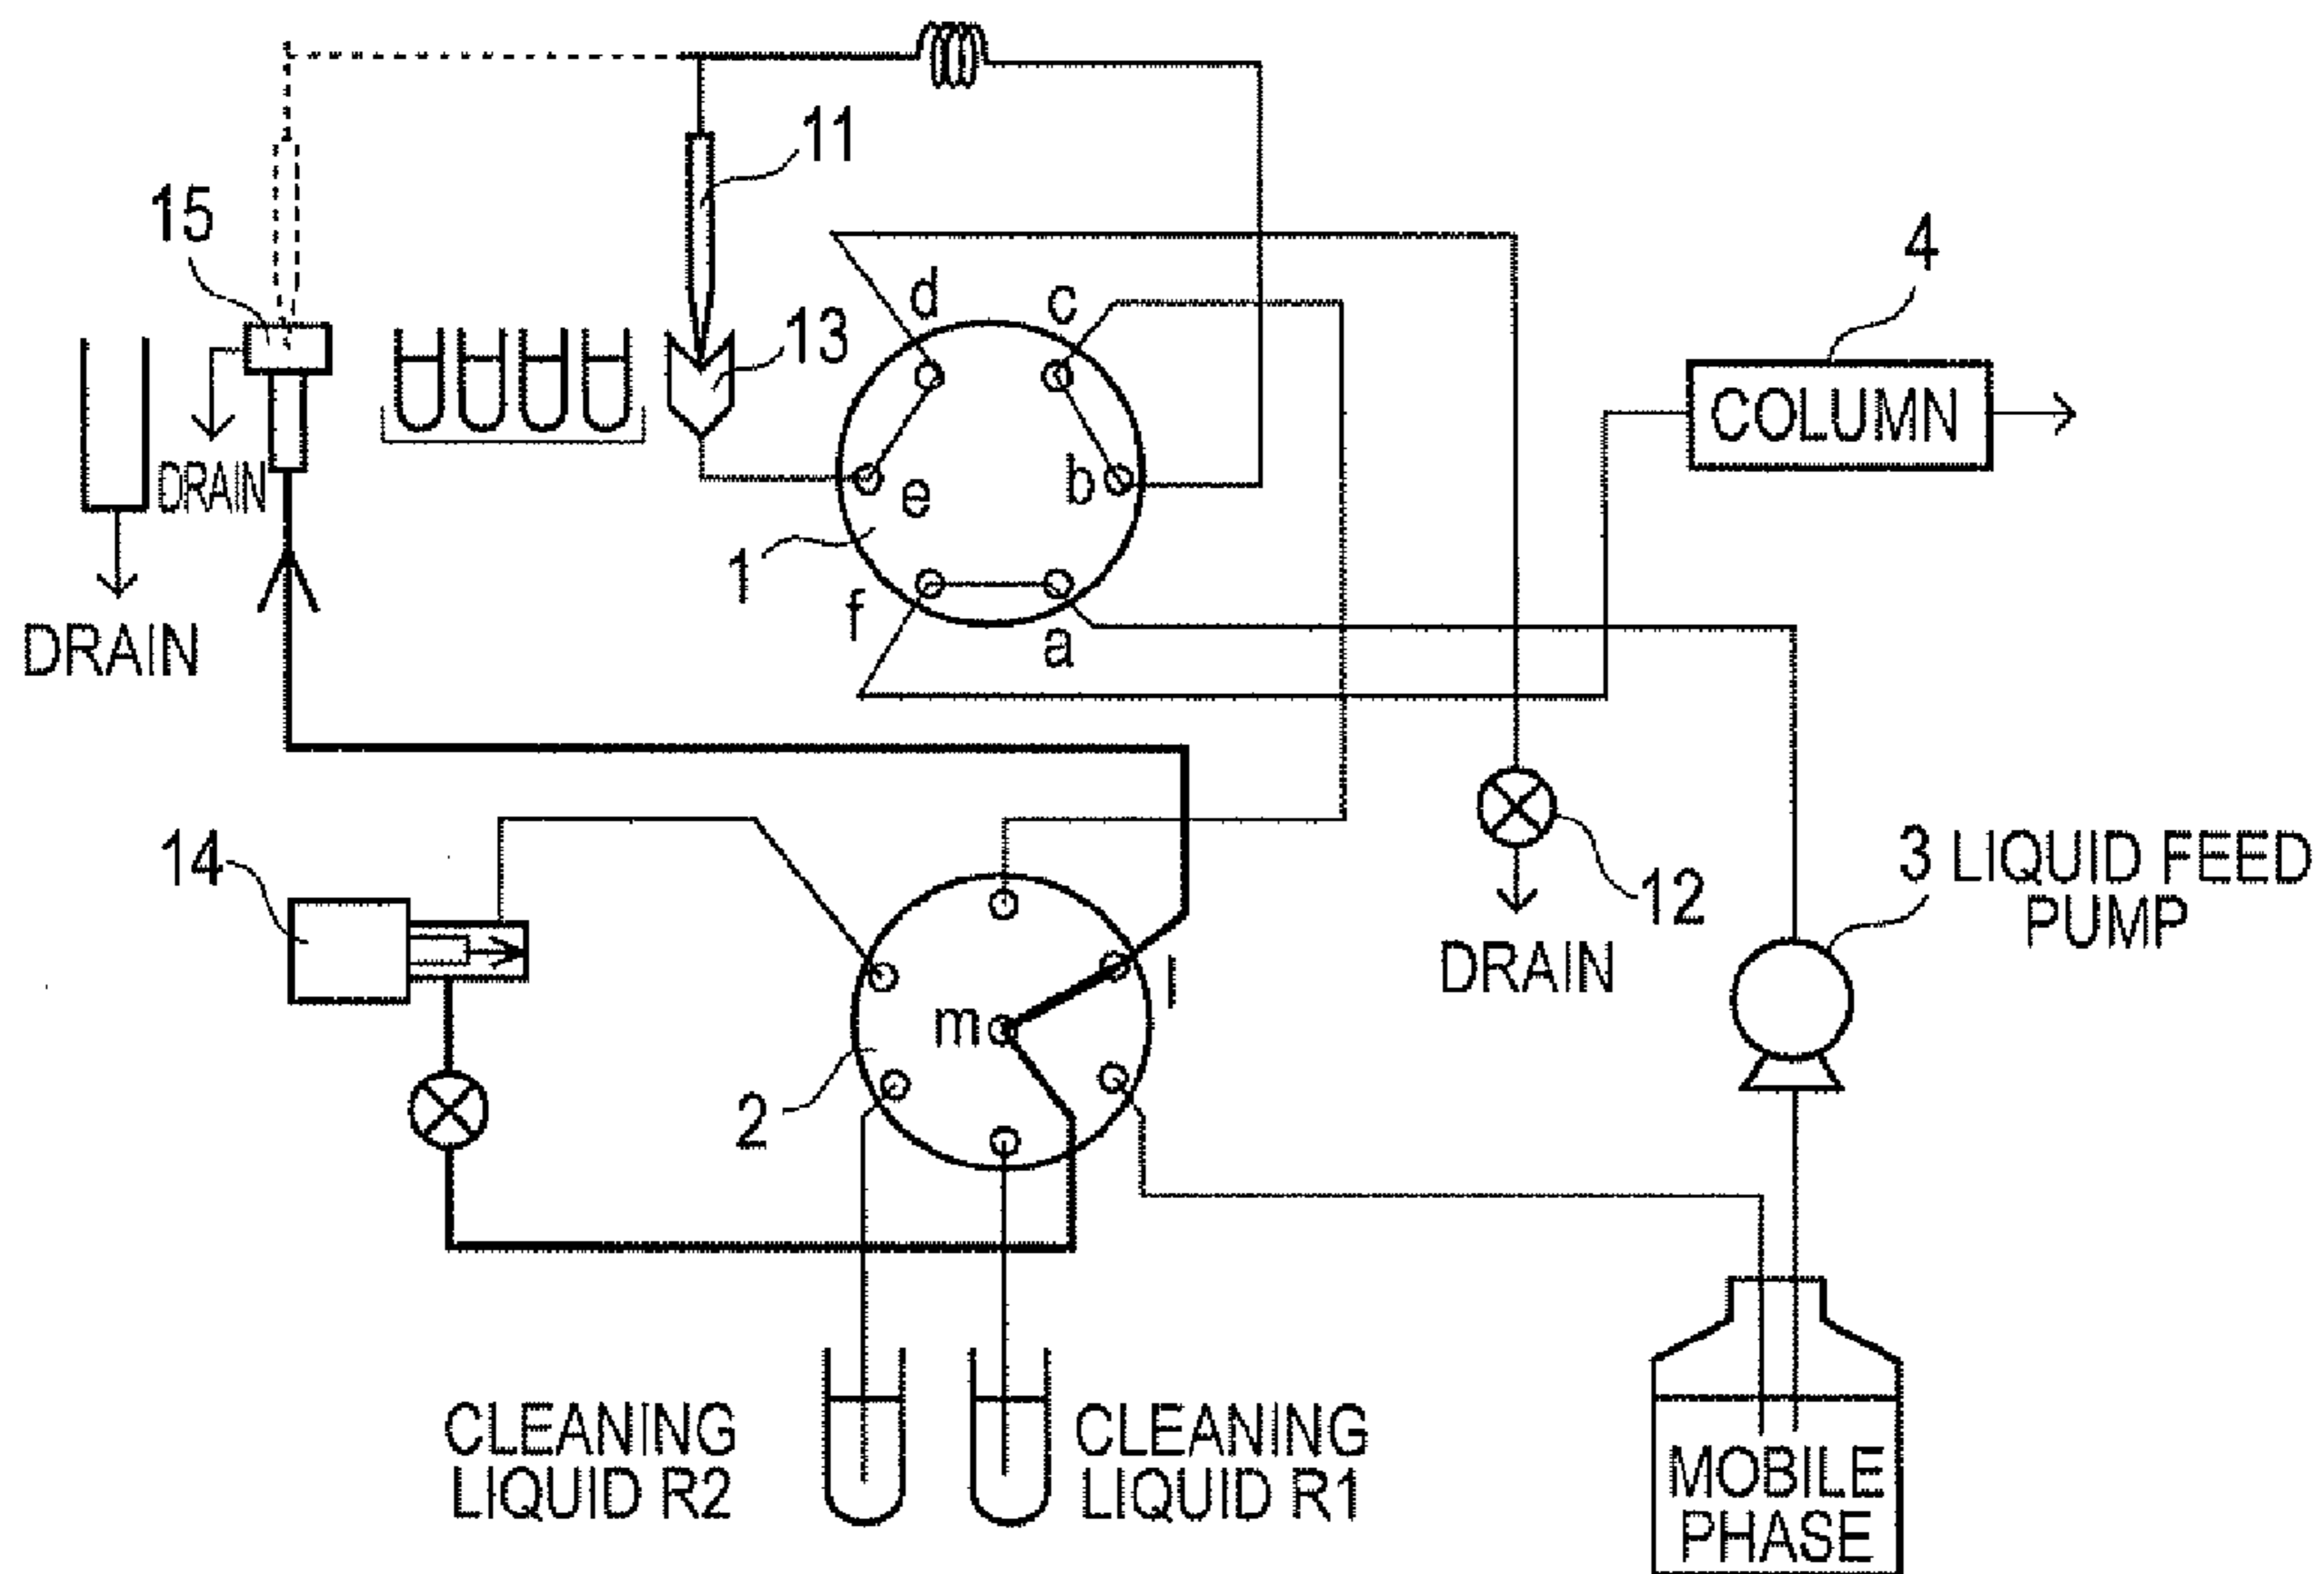 11
15
4
d
c
13
COLUMN
DRAIN
e
b
1
f
a
DRAIN
14
3 LIQUID FEED
PUMP
12
DRAIN
l
m
2
CLEANING
LIQUID R2
CLEANING
LIQUID R1
MOBILE
PHASE